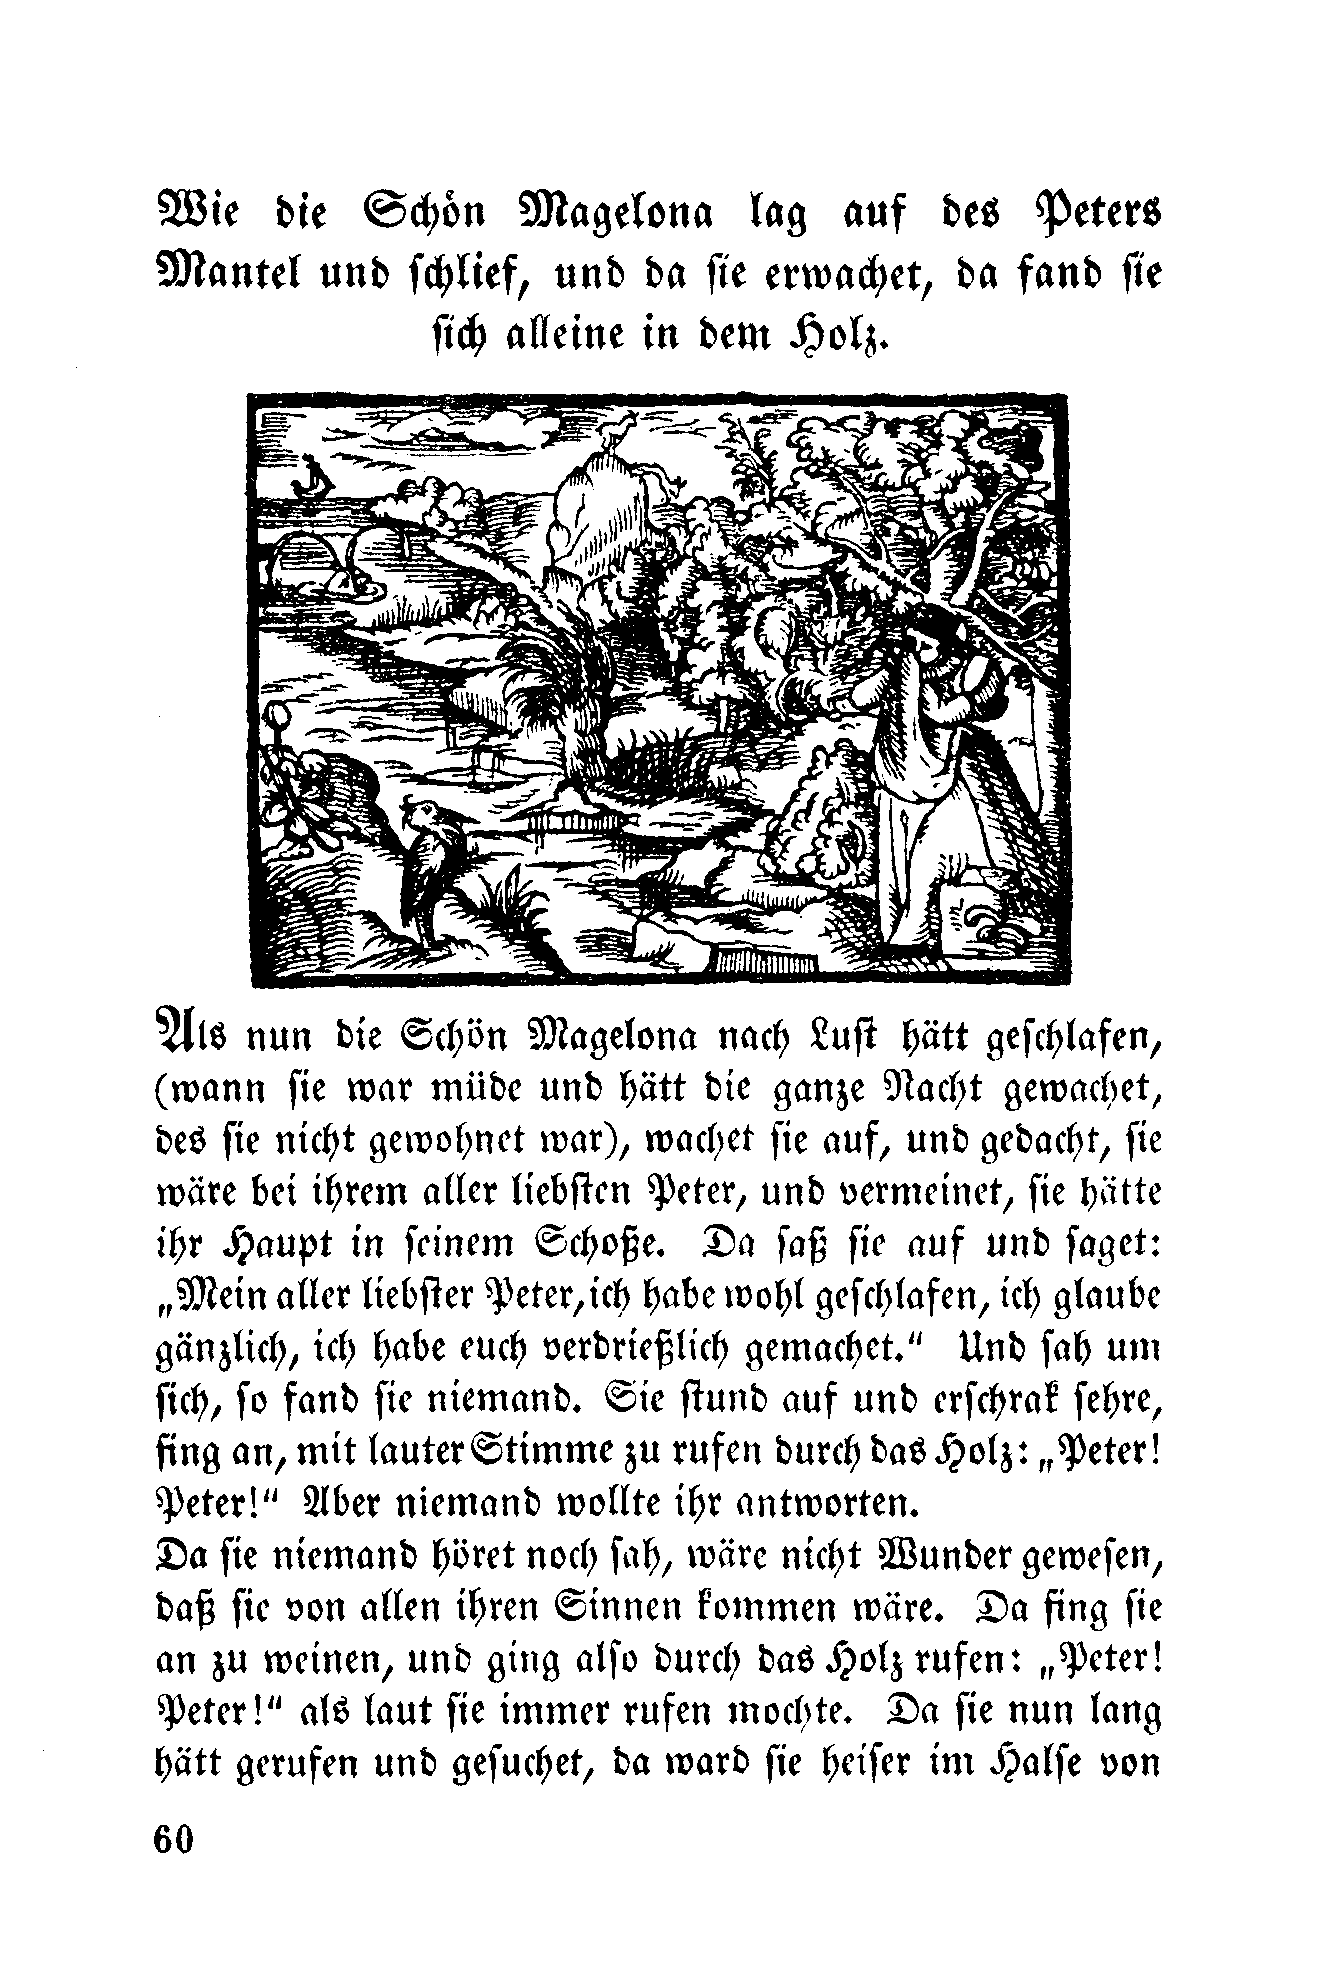 Wie die Schön Magelona lag auf des Peters
Mantel und schlief, und da sie erwachet, da fand sie
sich alleine in dem Holz.
Als nun die Schön Magelona nach Lust hätt geschlafen,
(wann sie war müde und hätt die ganze Nacht gewachet,
des sie nicht gewohnet war), wachet sie auf, und gedacht, sie
wäre bei ihrem aller liebsten Peter, und vermeinet, sie hätte
ihr Haupt in seinem Schoße. Da saß sie auf und saget:
„Mein aller liebster Peter, ich habe wohl geschlafen, ich glaube
gänzlich, ich habe euch verdrießlich gemachet.“ Und sah um
sich, so fand sie niemand. Sie stund auf und erschrak sehre,
fing an, mit lauter Stimme zu rufen durch das Holz: „Peter!
Peter!“ Aber niemand wollte ihr antworten.
Da sie niemand höret noch sah, wäre nicht Wunder gewesen,
daß sie von allen ihren Sinnen kommen wäre. Da fing sie
an zu weinen, und ging also durch das Holz rufen: „Peter!
Peter!“ als laut sie immer rufen mochte. Da sie nun lang
hätt gerufen und gesuchet, da ward sie heiser im Halse von
60